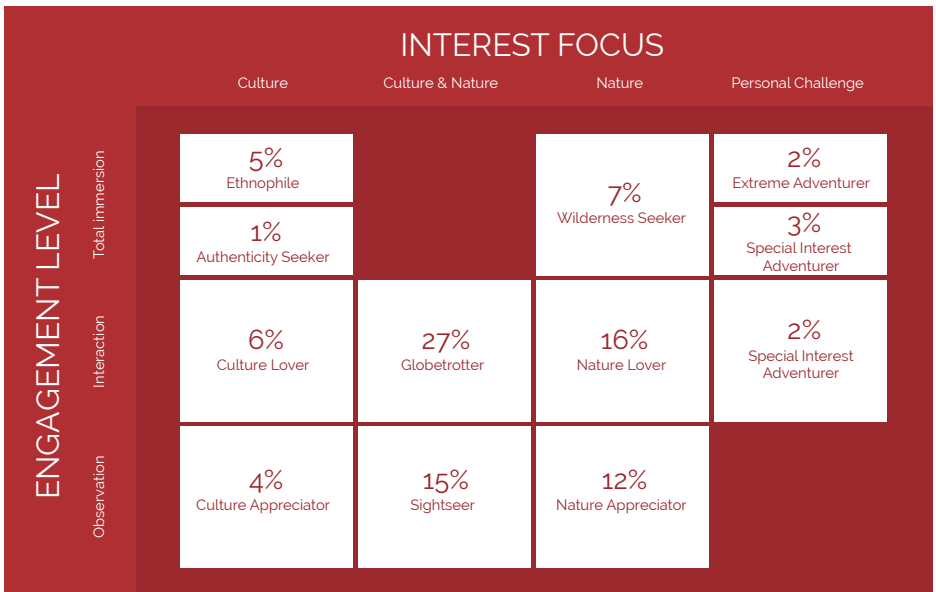 INTEREST FOCUS
Culture
Culture & Nature
Nature
Personal Challenge
ENGAGEMENT LEVEL
Total immersion
5%
Ethnophile
1%
Authenticity Seeker
7%
Wilderness Seeker
2%
Extreme Adventurer
3%
Special Interest
Adventurer
Interaction
6%
Culture Lover
27%
Globetrotter
16%
Nature Lover
2%
Special Interest
Adventurer
Observation
4%
Culture Appreciator
15%
Sightseer
12%
Nature Appreciator